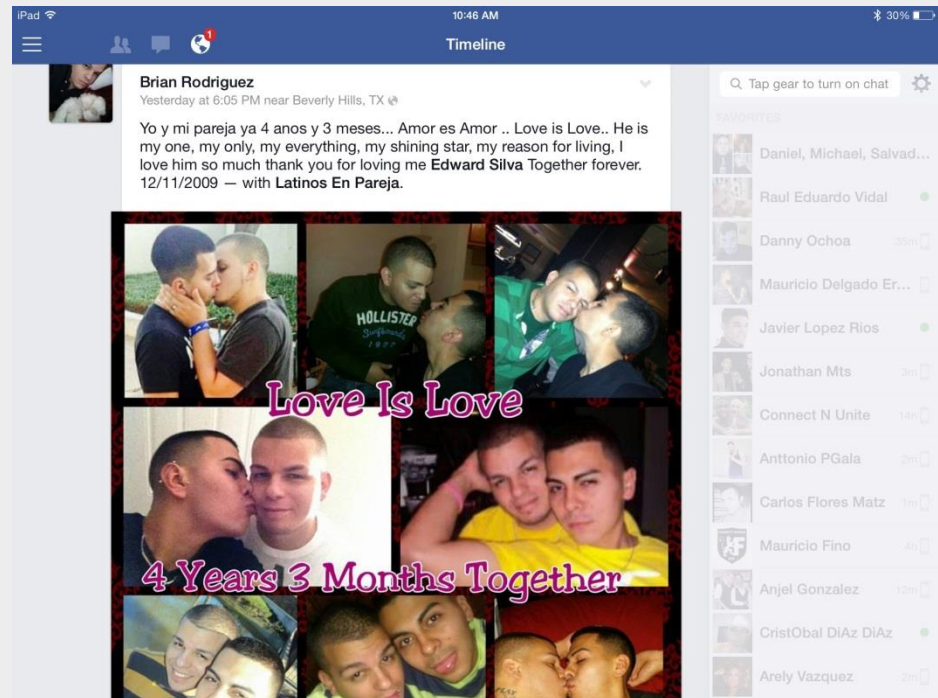 iPad
10:46 AM
30%
1
Timeline
Brian Rodriguez
Yesterday at 6:05 PM near Beverly Hills, TX
Yo y mi pareja ya 4 anos y 3 meses... Amor es Amor .. Love is Love.. He is
my one, my only, my everything, my shining star, my reason for living, I
love him so much thank you for loving me Edward Silva Together forever.
12/11/2009 — with Latinos En Pareja.
HOLLISTER
Love Is Love
4 Years 3 Months Together
Tap gear to turn on chat
FAVORITES
Daniel, Michael, Salvad...
Raul Eduardo Vidal
Danny Ochoa
Mauricio Delgado Er...
Javier Lopez Rios
Jonathan Mts 3m
Connect N Unite 14h
Anttonio PGala 2m
Carlos Flores Matz 1m
Mauricio Fino 4h
Anjel Gonzalez 12m
CristObal DiAz DiAz
Arely Vazquez 2m